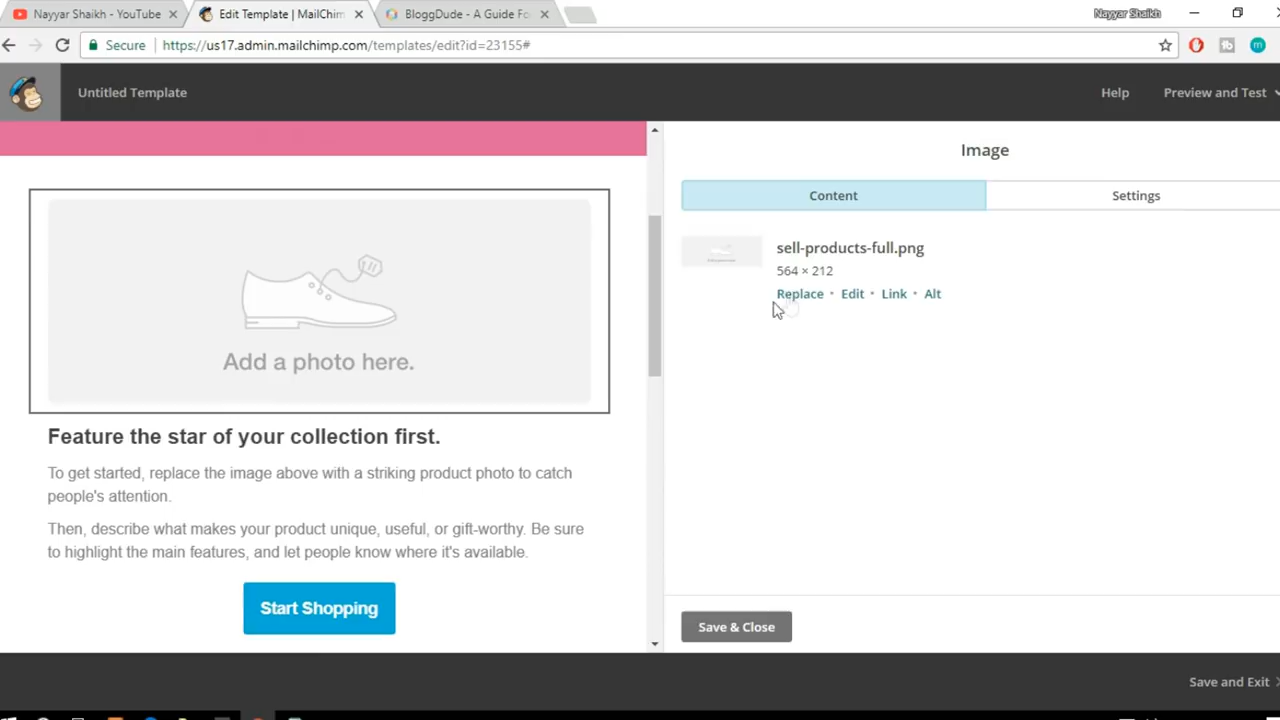 Nayyar Shaikh - YouTube
Edit Template | MailChim
BloggDude - A Guide Fo
Nayyar Shaikh
Secure
https://us17.admin.mailchimp.com/templates/edit?id=23155#
Untitled Template
Help
Preview and Test
Image
Content
Settings
sell-products-full.png
564 × 212
Replace · Edit · Link · Alt
Add a photo here.
Feature the star of your collection first.
To get started, replace the image above with a striking product photo to catch
people's attention.
Then, describe what makes your product unique, useful, or gift-worthy. Be sure
to highlight the main features, and let people know where it's available.
Start Shopping
Save & Close
Save and Exit